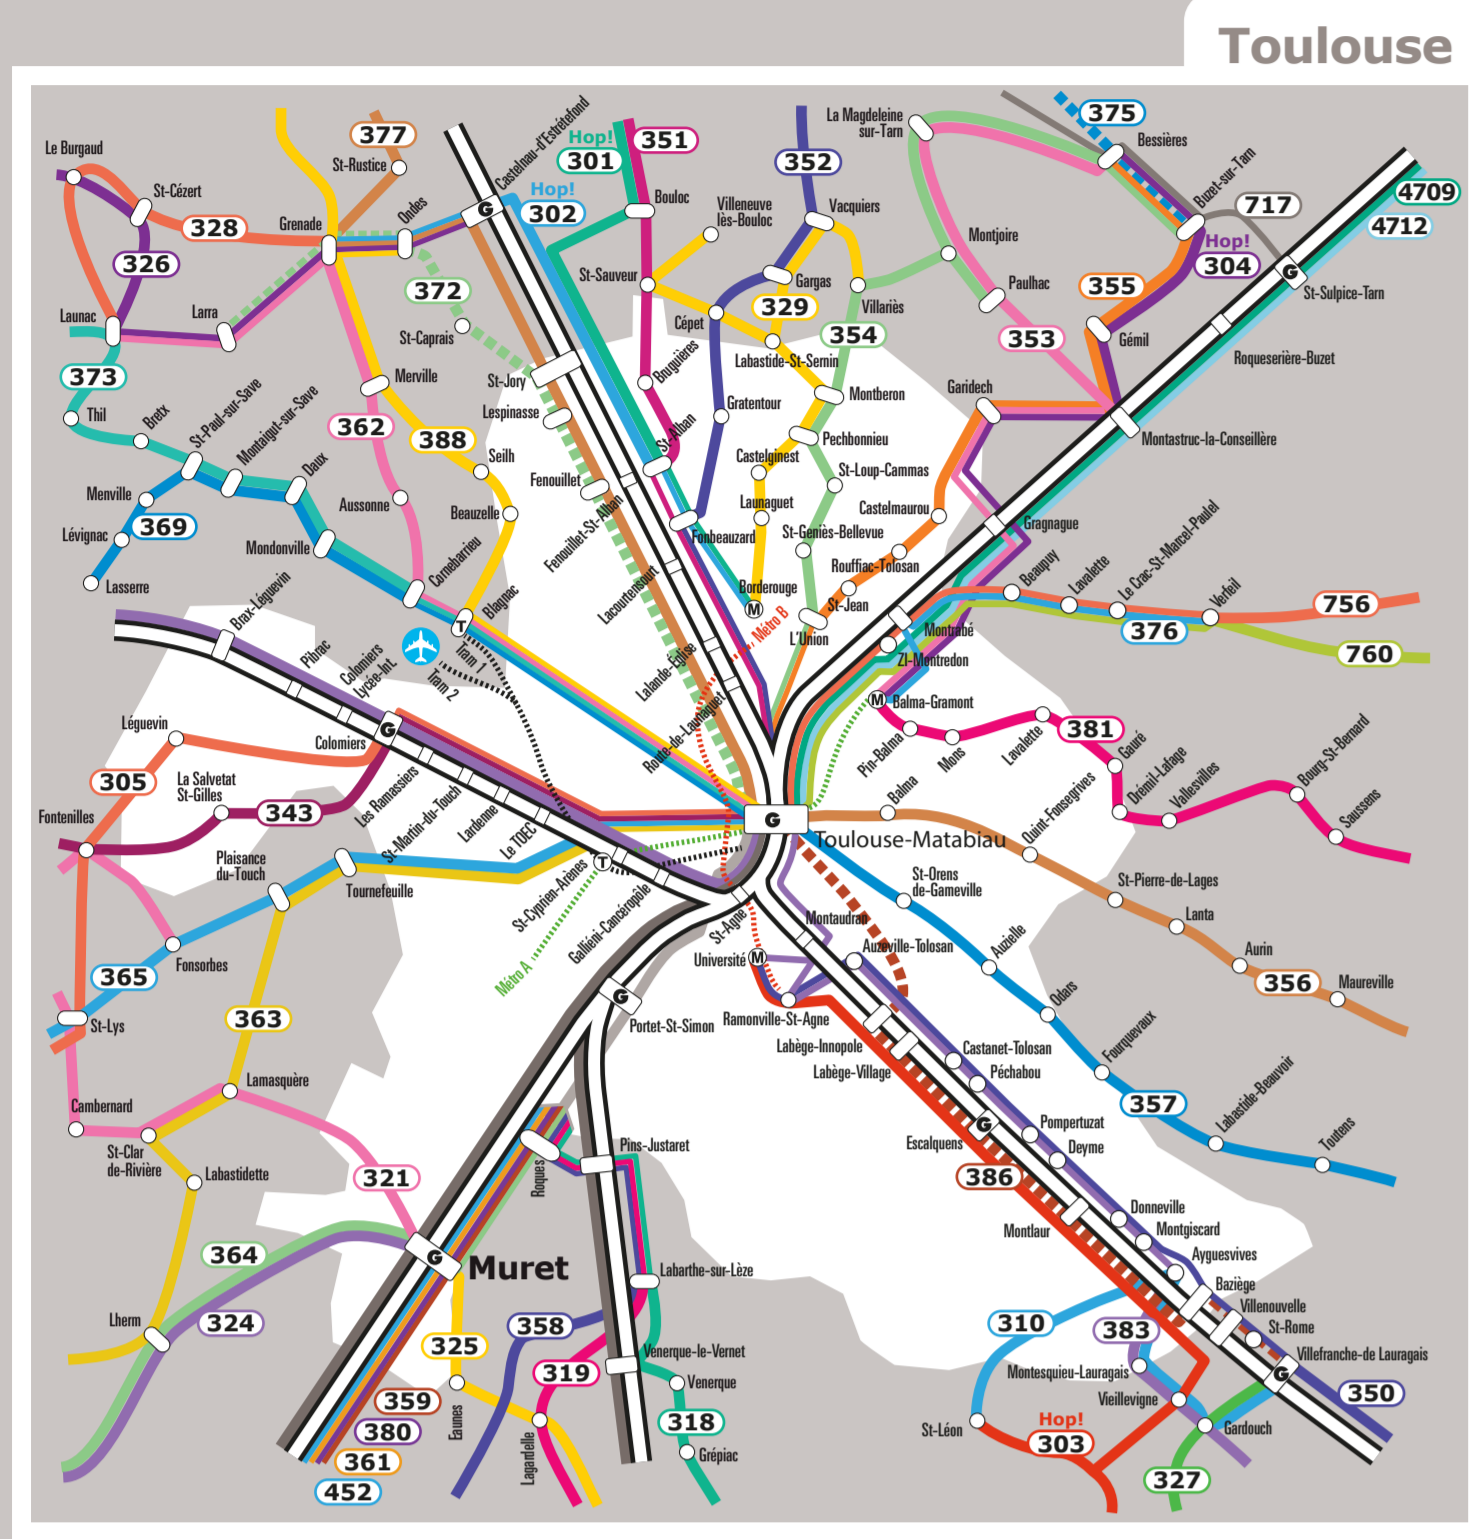 Toulouse
375
La Magdeleine
sur-Tarn
Bessières
377
Castelnau-d'Estrétefond
Hop!
301
351
352
Le Burgaud
St-Cézert
St-Rustice
Buzet-sur-Tarn
4709
Hop!
302
Bouloc
Villeneuve
lès-Bouloc
Vacquiers
717
4712
328
Grenade
Ondes
Montjoire
Hop!
304
326
St-Sauveur
Gargas
Paulhac
355
St-Sulpice-Tarn
372
329
Villariès
Launac
Larra
St-Caprais
Cépet
354
353
Gémil
Roqueserière-Buzet
373
Merville
St-Jory
Bruguières
Labastide-St-Sernin
Garidech
Thil
Bretx
St-Paul-sur-Save
Montaigut-sur-Save
Lespinasse
Gratentour
Montberon
362
388
St-Alban
Pechbonnieu
Montastruc-la-Conseillère
Daux
Seilh
Castelginest
St-Loup-Cammas
Menville
Aussonne
Fenouillet
Launaguet
Castelmaurou
369
Beauzelle
Fenouillet-St-Alban
Gragnague
Lévignac
Mondonville
Fonbeauzard
St-Geniès-Bellevue
Le Crac-St-Marcel-Paulel
Lasserre
Cornebarrieu
Lacourtensourt
Borderouge
M
Rouffiac-Tolosan
Beaupuy
Lavalette
Verfeil
756
Brax-Léguevin
Blagnac
T
Métro B
St-Jean
L'Union
Montrabé
376
760
Pibrac
Colomiers
Lycée-Int.
Tram 1
Tram 2
Lalande-Église
ZI-Montredon
M
Balma-Gramont
Léguevin
G
Colomiers
Route-de-Launaguet
Pin-Balma
Mons
Lavalette
381
Gauré
Bourg-St-Bernard
305
La Salvetat
St-Gilles
Les Ramassiers
Balma
Quint-Fonsegrives
Drémil-Lafage
Vallesvilles
Saussens
Fontenilles
343
St-Martin-du-Touch
Lardenne
Le TOEC
G
Toulouse-Matabiau
Plaisance
du-Touch
Tournefeuille
T
St-Cyprien-Arènes
Galliéni-Cancéropôle
St-Orens
de-Gameville
St-Pierre-de-Lages
Lanta
St-Agne
Montaudran
Auzielle
Aurin
Fonsorbes
Métro A
Université
M
Auzeville-Tolosan
356
Maureville
365
G
Portet-St-Simon
Ramonville-St-Agne
Odars
St-Lys
363
Labège-Innopole
Labège-Village
Castanet-Tolosan
Péchabou
Fourquevaux
Lamasquère
357
Labastide-Beauvoir
Cambernard
G
Escalquens
Pompertuzat
Deyme
Toutens
St-Clar
de-Rivière
Labastidette
321
Roques
Pins-Justaret
386
Donneville
Montlaur
Montgiscard
364
G
Muret
Labarthe-sur-Lèze
Ayguesvives
Baziège
Lherm
324
325
358
310
383
Villenouvelle
St-Rome
Venerque-le-Vernet
Montesquieu-Lauragais
Villefranche-de Lauragais
G
319
Venerque
Vieillevigne
350
359
380
Eaunes
318
St-Léon
Hop!
303
Gardouch
361
Lagardelle
Grépiac
452
327
G
G